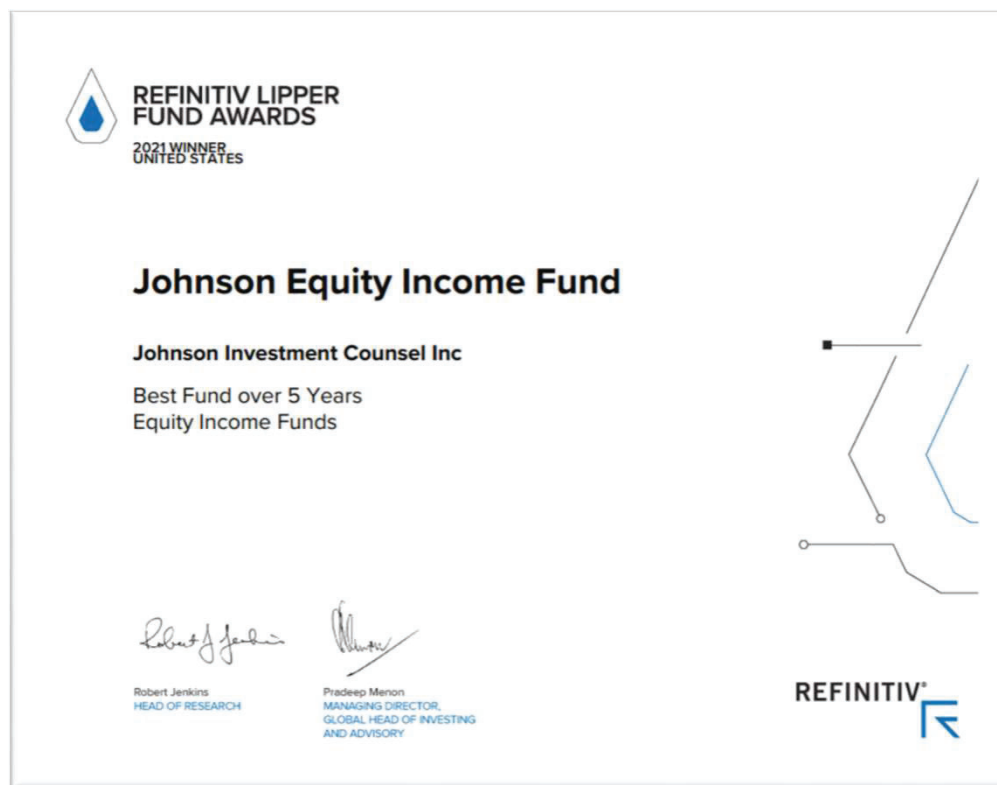 REFINITIV LIPPER
FUND AWARDS
2021 WINNER
UNITED STATES
Johnson Equity Income Fund
Johnson Investment Counsel Inc
Best Fund over 5 Years
Equity Income Funds
Robert J Jenkins
Robert Jenkins
HEAD OF RESEARCH
Pradeep Menon
MANAGING DIRECTOR,
GLOBAL HEAD OF INVESTING
AND ADVISORY
REFINITIV®